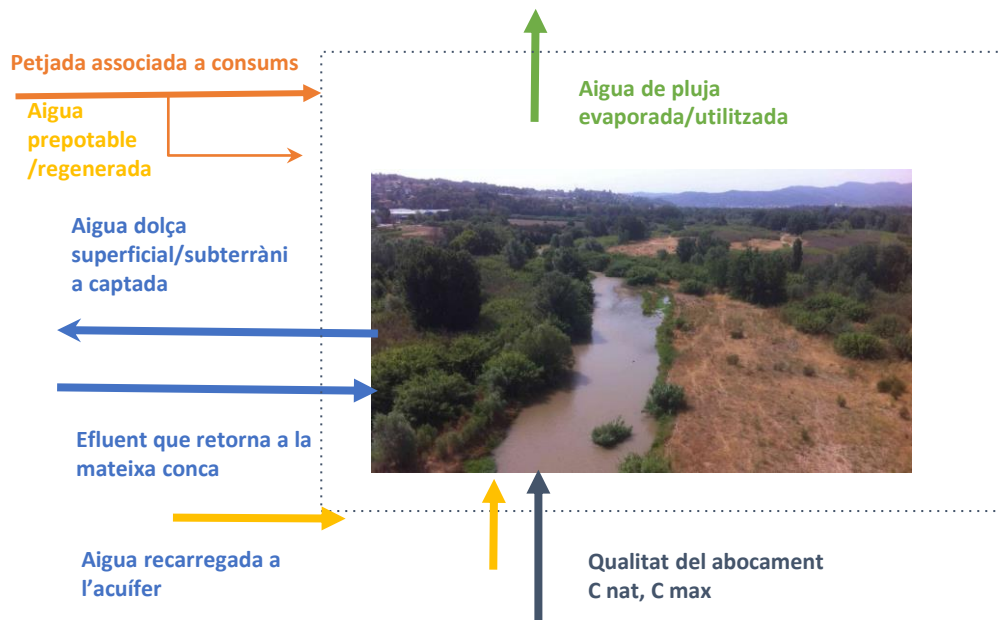 Petjada associada a consums
Aigua
prepotable
/regenerada
Aigua de pluja
evaporada/utilitzada
Aigua dolça
superficial/subterràni
a captada
Efluent que retorna a la
mateixa conca
Aigua recarregada a
l’acuífer
Qualitat del abocament
C nat, C max